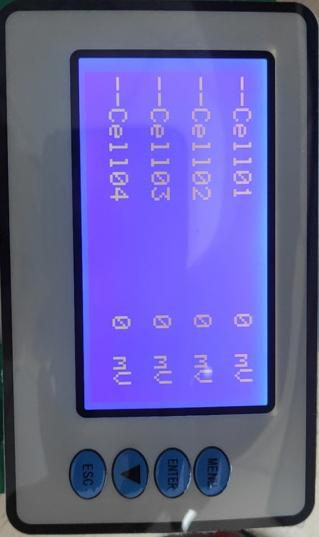 --Cell01 0 mV
--Cell02 0 mV
--Cell03 0 mV
--Cell04 0 mV
MENU
ENTER
▼
ESC